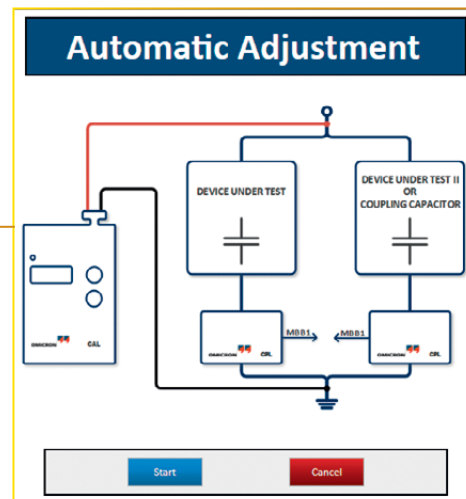 Automatic Adjustment
DEVICE UNDER TEST
DEVICE UNDER TEST II
OR
COUPLING CAPACITOR
MBB1
MBB1
OMICRON
CAL
OMICRON
CPL
OMICRON
CPL
Start
Cancel